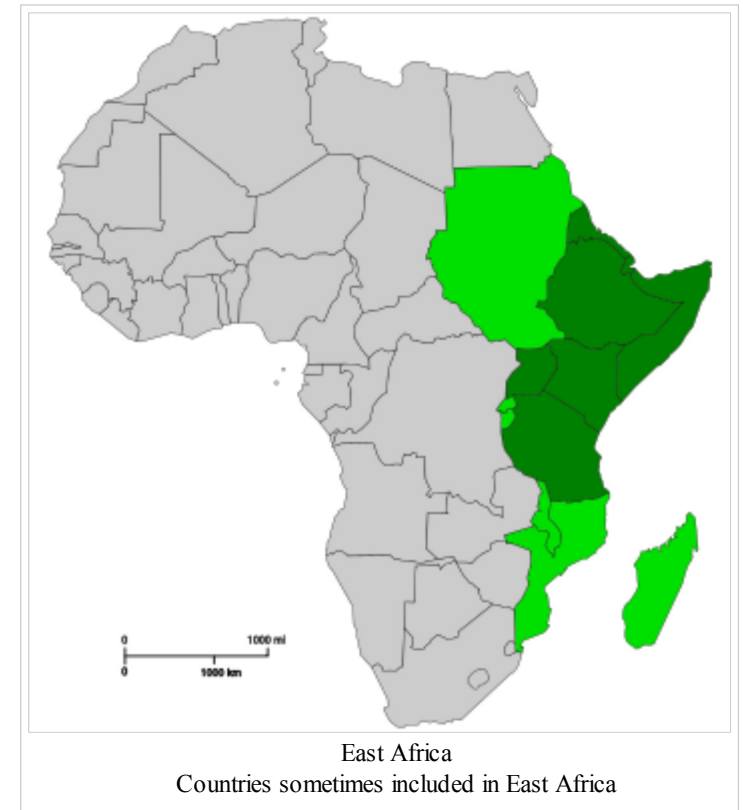 0 1000 mi
0 1000 km
East Africa
Countries sometimes included in East Africa